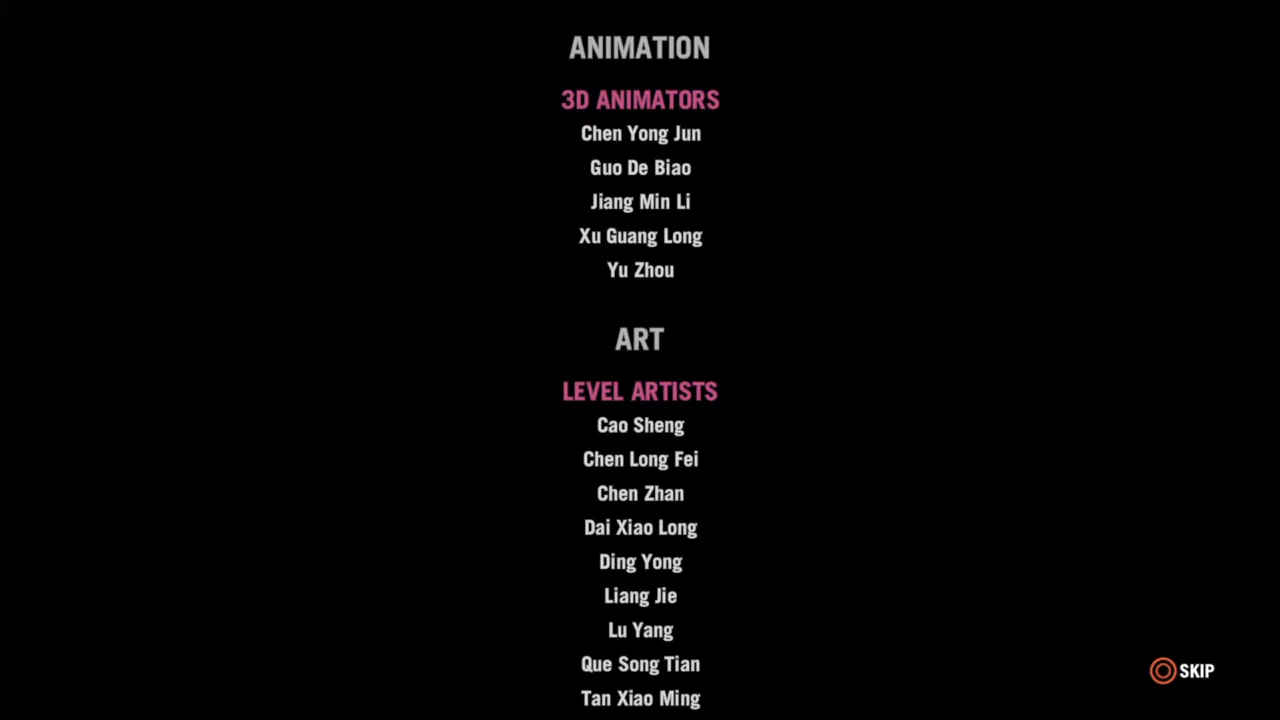 ANIMATION
3D ANIMATORS
Chen Yong Jun
Guo De Biao
Jiang Min Li
Xu Guang Long
Yu Zhou
ART
LEVEL ARTISTS
Cao Sheng
Chen Long Fei
Chen Zhan
Dai Xiao Long
Ding Yong
Liang Jie
Lu Yang
Que Song Tian
SKIP
Tan Xiao Ming